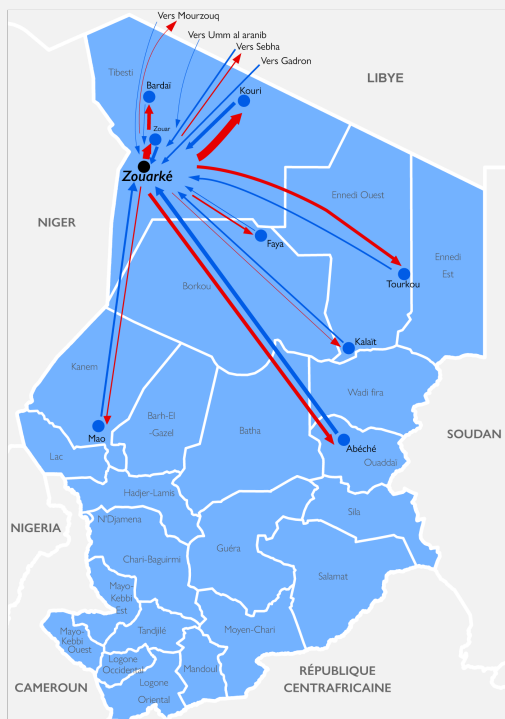 Vers Mourzouq
Vers Umm al aranib
Vers Sebha
Vers Gadron
Tibesti
LIBYE
Bardaï
Kouri
Zouar
Zouarké
Ennedi Ouest
NIGER
Faya
Ennedi
Est
Borkou
Tourkou
Kalaït
Kanem
Wadi fira
Barh-El
-Gazel
Batha
Mao
SOUDAN
Abéché
Lac
Ouaddaï
Hadjer-Lamis
Sila
N'Djamena
NIGERIA
Guéra
Chari-Baguirmi
Salamat
Mayo-
Kebbi
Est
Mayo-
Kebbi
Ouest
Tandjilé
Moyen-Chari
Logone
Occidental
Mandoul
RÉPUBLIQUE
CENTRAFRICAINE
Logone
Oriental
CAMEROUN